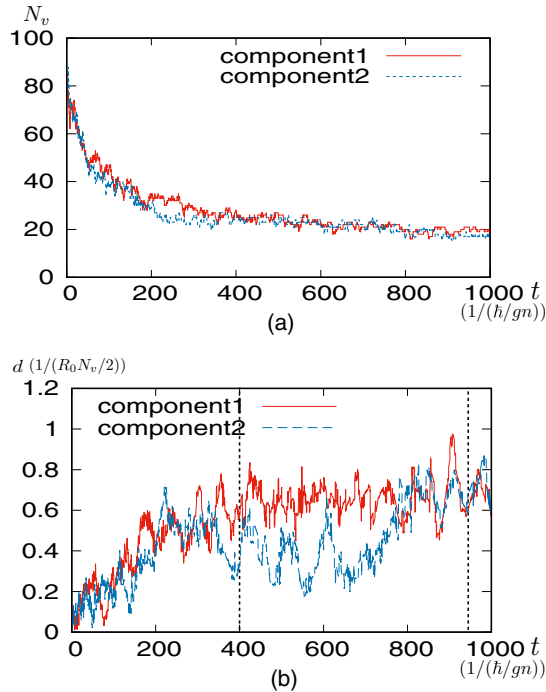 N_v
100
80
60
40
20
0
component1
component2
0 200 400 600 800 1000 t
(1/(ħ/gn))
(a)
d (1/(R_0N_v/2))
1.2
1
0.8
0.6
0.4
0.2
0
component1
component2
0 200 400 600 800 1000 t
(1/(ħ/gn))
(b)